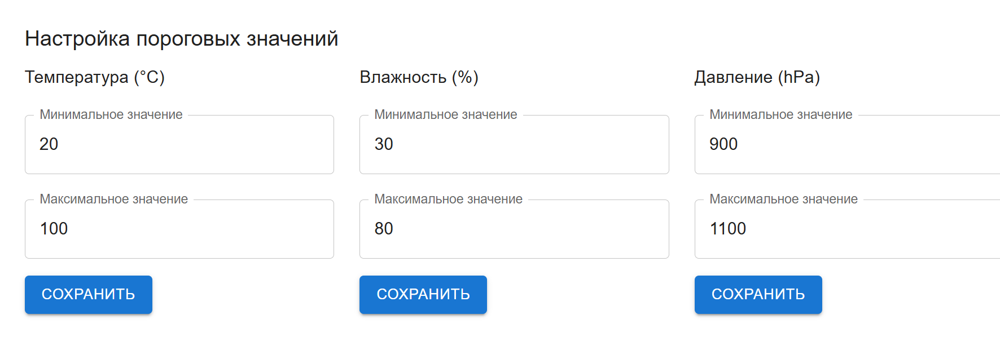 Настройка пороговых значений
Температура (°C)
Влажность (%)
Давление (hPa)
Минимальное значение
Минимальное значение
Минимальное значение
20
30
900
Максимальное значение
Максимальное значение
Максимальное значение
100
80
1100
СОХРАНИТЬ
СОХРАНИТЬ
СОХРАНИТЬ